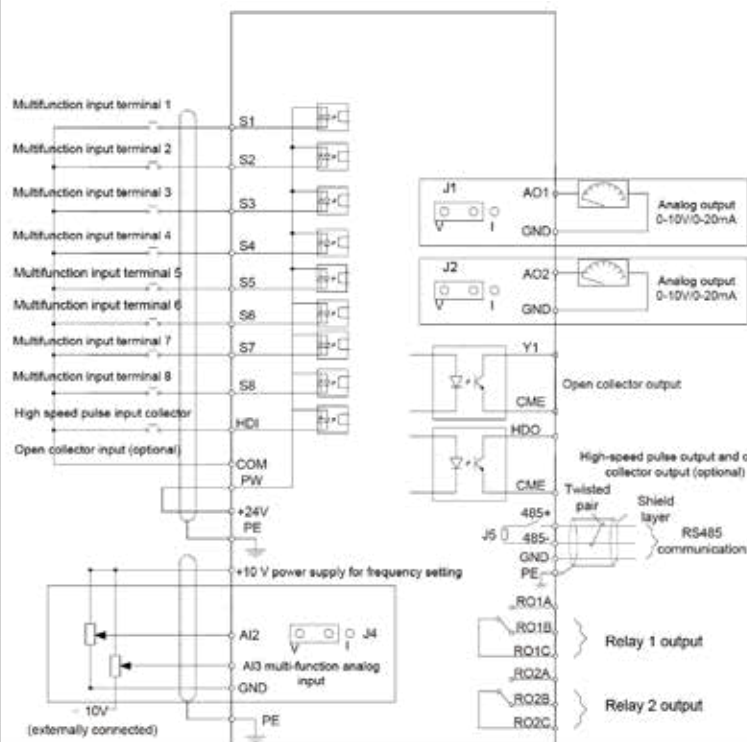 Multifunction input terminal 1
S1
Multifunction input terminal 2
S2
Multifunction input terminal 3
S3
Multifunction input terminal 4
S4
Multifunction input terminal 5
S5
Multifunction input terminal 6
S6
Multifunction input terminal 7
S7
Multifunction input terminal 8
S8
High speed pulse input collector
HDI
Open collector input (optional)
COM
PW
+24V
PE
+10 V power supply for frequency setting
AI2
J4
I
AI3 multi-function analog
input
GND
- 10V
(externally connected)
PE
J1
V
I
AO1
GND
Analog output
0-10V/0-20mA
J2
V
I
AO2
GND
Analog output
0-10V/0-20mA
Y1
CME
Open collector output
HDO
CME
High-speed pulse output and
collector output (optional)
Twisted
pair
Shield
layer
485+
J5
485-
GND
PE
RS485
communication
RO1A
RO1B
RO1C
Relay 1 output
RO2A
RO2B
RO2C
Relay 2 output